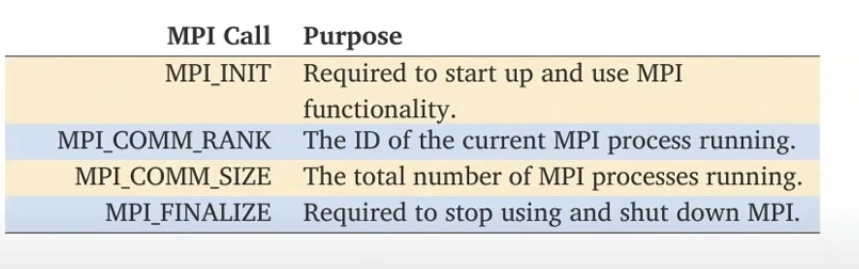 MPI Call Purpose
MPI_INIT Required to start up and use MPI
functionality.
MPI_COMM_RANK The ID of the current MPI process running.
MPI_COMM_SIZE The total number of MPI processes running.
MPI_FINALIZE Required to stop using and shut down MPI.